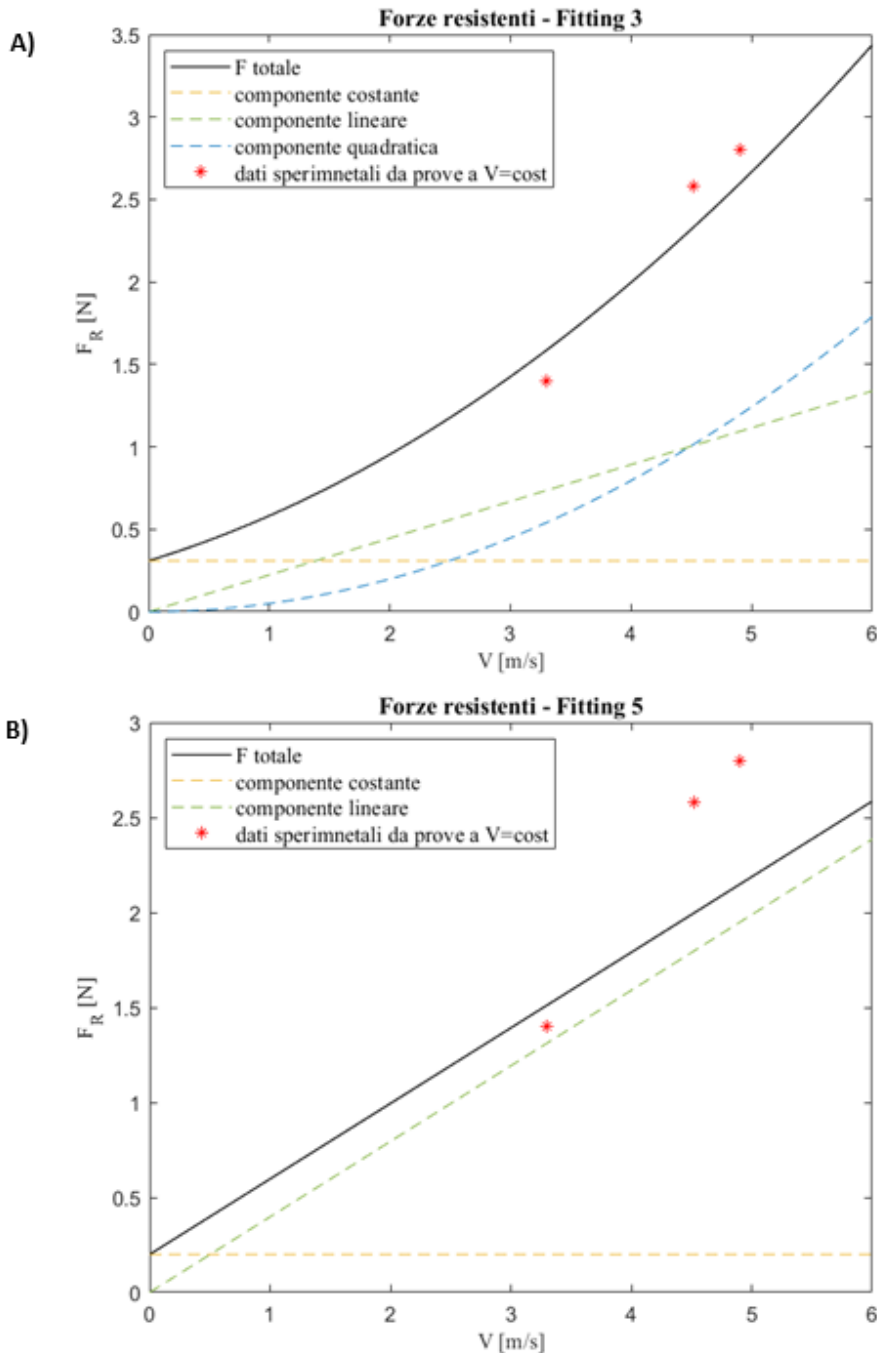 A)
Forze resistenti - Fitting 3
F totale
componente costante
componente lineare
componente quadratica
dati sperimnetali da prove a V=cost
3.5
3
2.5
2
1.5
1
0.5
0
F_R [N]
0 1 2 3 4 5 6
V [m/s]
B)
Forze resistenti - Fitting 5
F totale
componente costante
componente lineare
dati sperimnetali da prove a V=cost
3
2.5
2
1.5
1
0.5
0
F_R [N]
0 1 2 3 4 5 6
V [m/s]